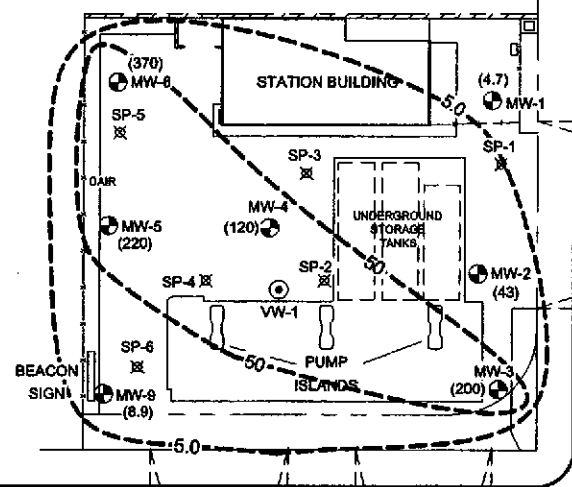 (370)
MW-6
STATION BUILDING
(4.7)
MW-1
5.0
SP-5
SP-3
SP-1
AIR
MW-4
(120)
UNDERGROUND
STORAGE
TANKS
MW-5
(220)
50
MW-2
(43)
SP-4
SP-2
VW-1
SP-6
50
PUMP
ISLANDS
MW-3
(200)
BEACON
SIGN
MW-9
(8.9)
5.0